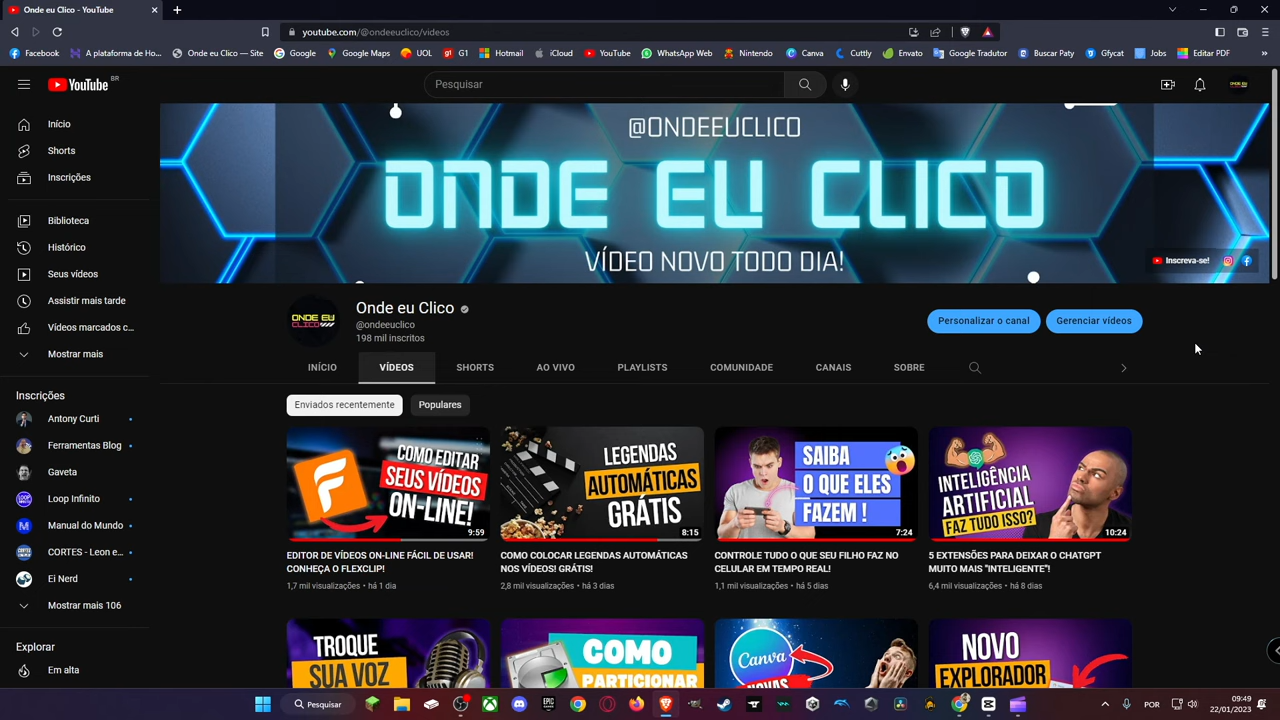 Onde eu Clico - YouTube
youtube.com/@ondeeuclico/videos
Facebook
A plataforma de Ho...
Onde eu Clico — Site
Google
Google Maps
UOL
G1
Hotmail
iCloud
YouTube
WhatsApp Web
Nintendo
Canva
Cuttly
Envato
Google Tradutor
Buscar Paty
Gfycat
Jobs
Editar PDF
YouTube BR
Pesquisar
Início
Shorts
Inscrições
Biblioteca
Histórico
Seus vídeos
Assistir mais tarde
Vídeos marcados c...
Mostrar mais
Inscrições
Antony Curti
Ferramentas Blog
Gaveta
Loop Infinito
Manual do Mundo
CORTES - Leon e...
Ei Nerd
Mostrar mais 106
Explorar
Em alta
@ONDEEUCLICO
ONDE EU CLICO
VÍDEO NOVO TODO DIA!
Inscreva-se!
ONDE EU
CLICO
Onde eu Clico
@ondeeuclico
198 mil inscritos
Personalizar o canal
Gerenciar vídeos
INÍCIO
VÍDEOS
SHORTS
AO VIVO
PLAYLISTS
COMUNIDADE
CANAIS
SOBRE
Enviados recentemente
Populares
COMO EDITAR
SEUS VÍDEOS
ON-LINE!
9:59
EDITOR DE VÍDEOS ON-LINE FÁCIL DE USAR!
CONHEÇA O FLEXCLIP!
1,7 mil visualizações • há 1 dia
LEGENDAS
AUTOMÁTICAS
GRÁTIS
8:15
COMO COLOCAR LEGENDAS AUTOMÁTICAS
NOS VÍDEOS! GRÁTIS!
2,8 mil visualizações • há 3 dias
SAIBA
O QUE ELES
FAZEM !
7:24
CONTROLE TUDO O QUE SEU FILHO FAZ NO
CELULAR EM TEMPO REAL!
1,1 mil visualizações • há 5 dias
INTELIGÊNCIA
ARTIFICIAL
FAZ TUDO ISSO?
10:24
5 EXTENSÕES PARA DEIXAR O CHATGPT
MUITO MAIS "INTELIGENTE"!
6,4 mil visualizações • há 8 dias
TROQUE
SUA VOZ
COMO
PARTICIONAR
Canva
NOVAS
NOVO
EXPLORADOR
Pesquisar
POR
09:49
22/01/2023